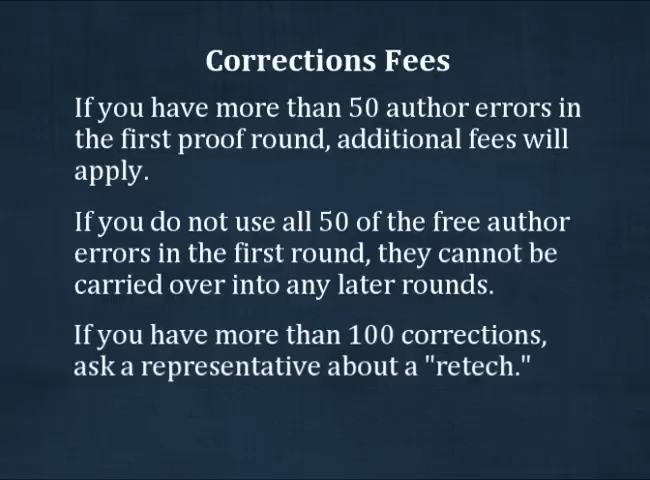 Corrections Fees
If you have more than 50 author errors in
the first proof round, additional fees will
apply.
If you do not use all 50 of the free author
errors in the first round, they cannot be
carried over into any later rounds.
If you have more than 100 corrections,
ask a representative about a "retech."